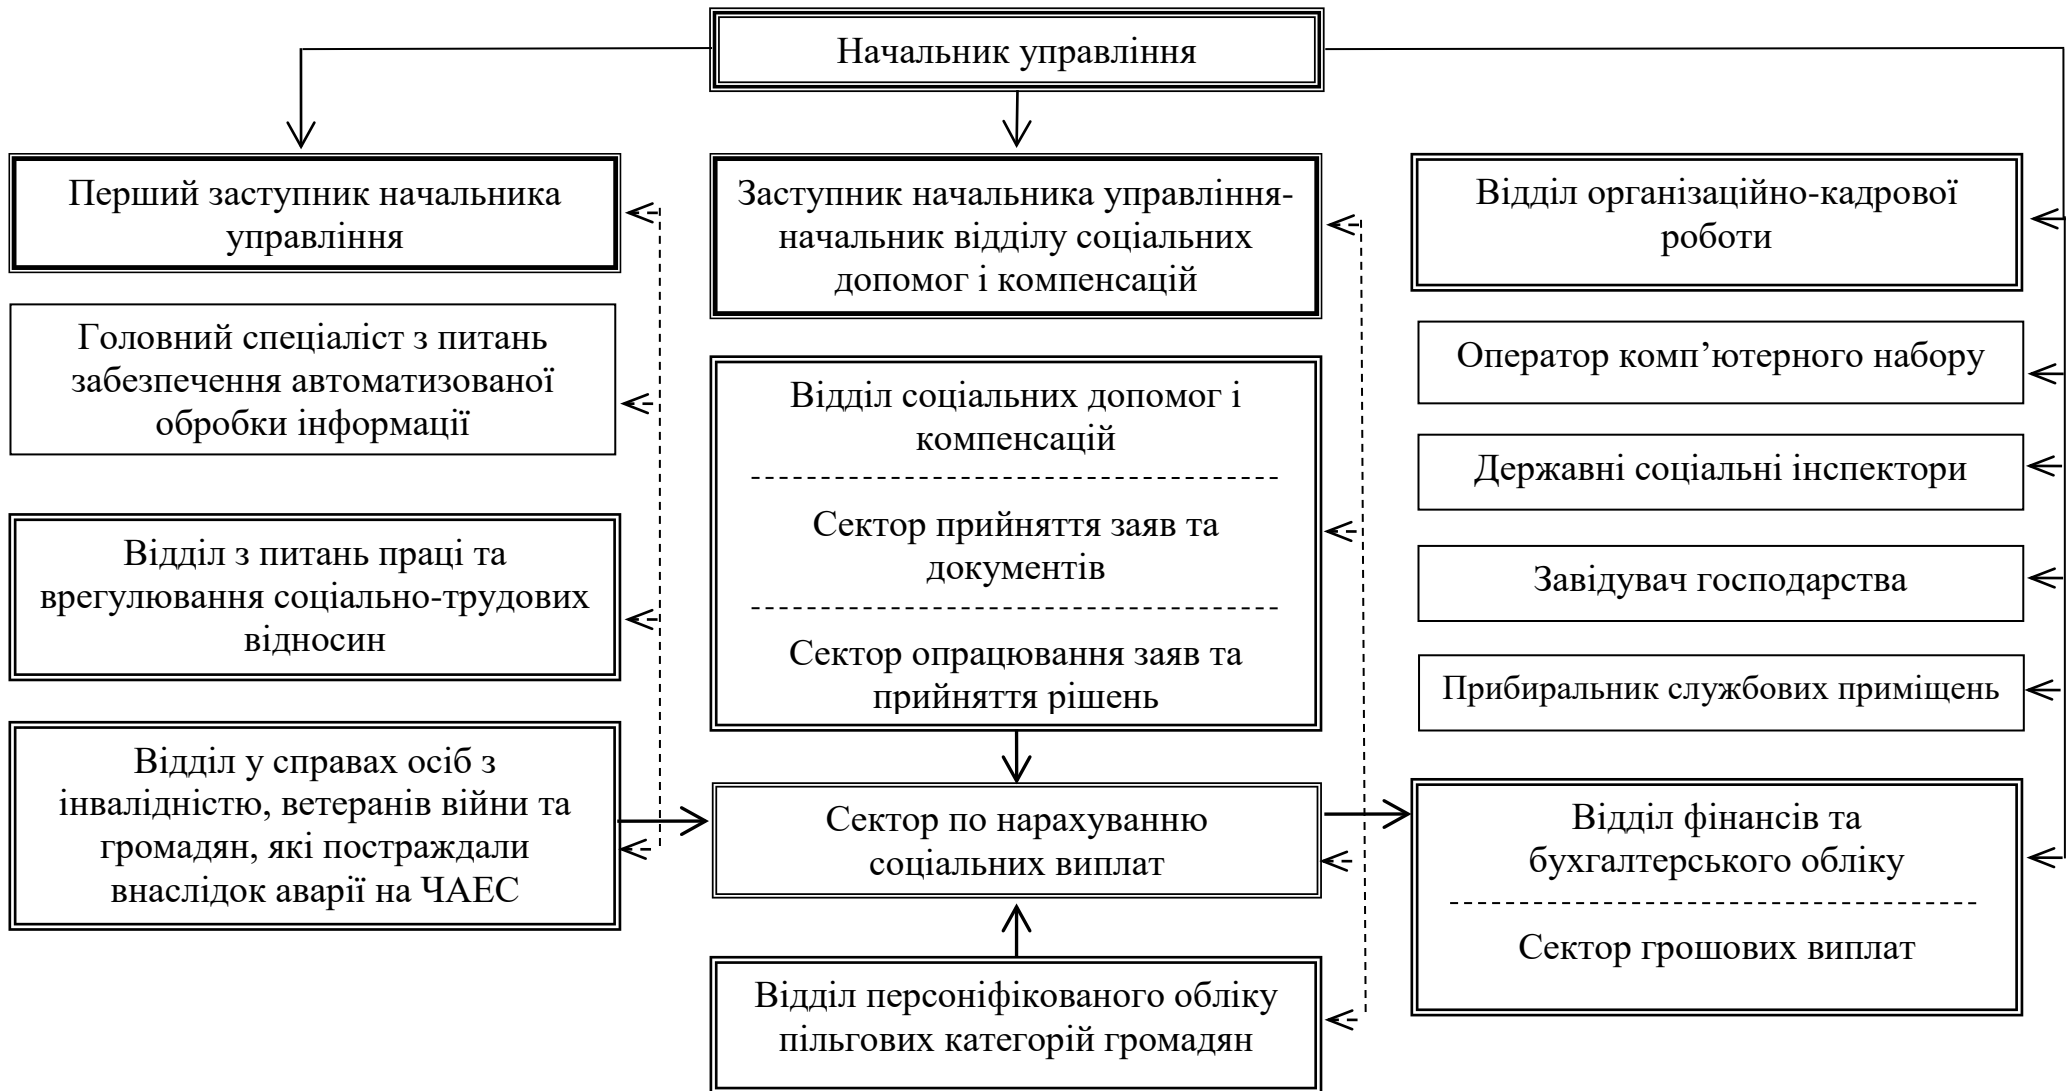 Начальник управління
Перший заступник начальника
управління
Головний спеціаліст з питань
забезпечення автоматизованої
обробки інформації
Відділ з питань праці та
врегулювання соціально-трудових
відносин
Відділ у справах осіб з
інвалідністю, ветеранів війни та
громадян, які постраждали
внаслідок аварії на ЧАЕС
Заступник начальника управління-
начальник відділу соціальних
допомог і компенсацій
Відділ соціальних допомог і
компенсацій
Сектор прийняття заяв та
документів
Сектор опрацювання заяв та
прийняття рішень
Сектор по нарахуванню
соціальних виплат
Відділ персоніфікованого обліку
пільгових категорій громадян
Відділ організаційно-кадрової
роботи
Оператор комп’ютерного набору
Державні соціальні інспектори
Завідувач господарства
Прибиральник службових приміщень
Відділ фінансів та
бухгалтерського обліку
Сектор грошових виплат